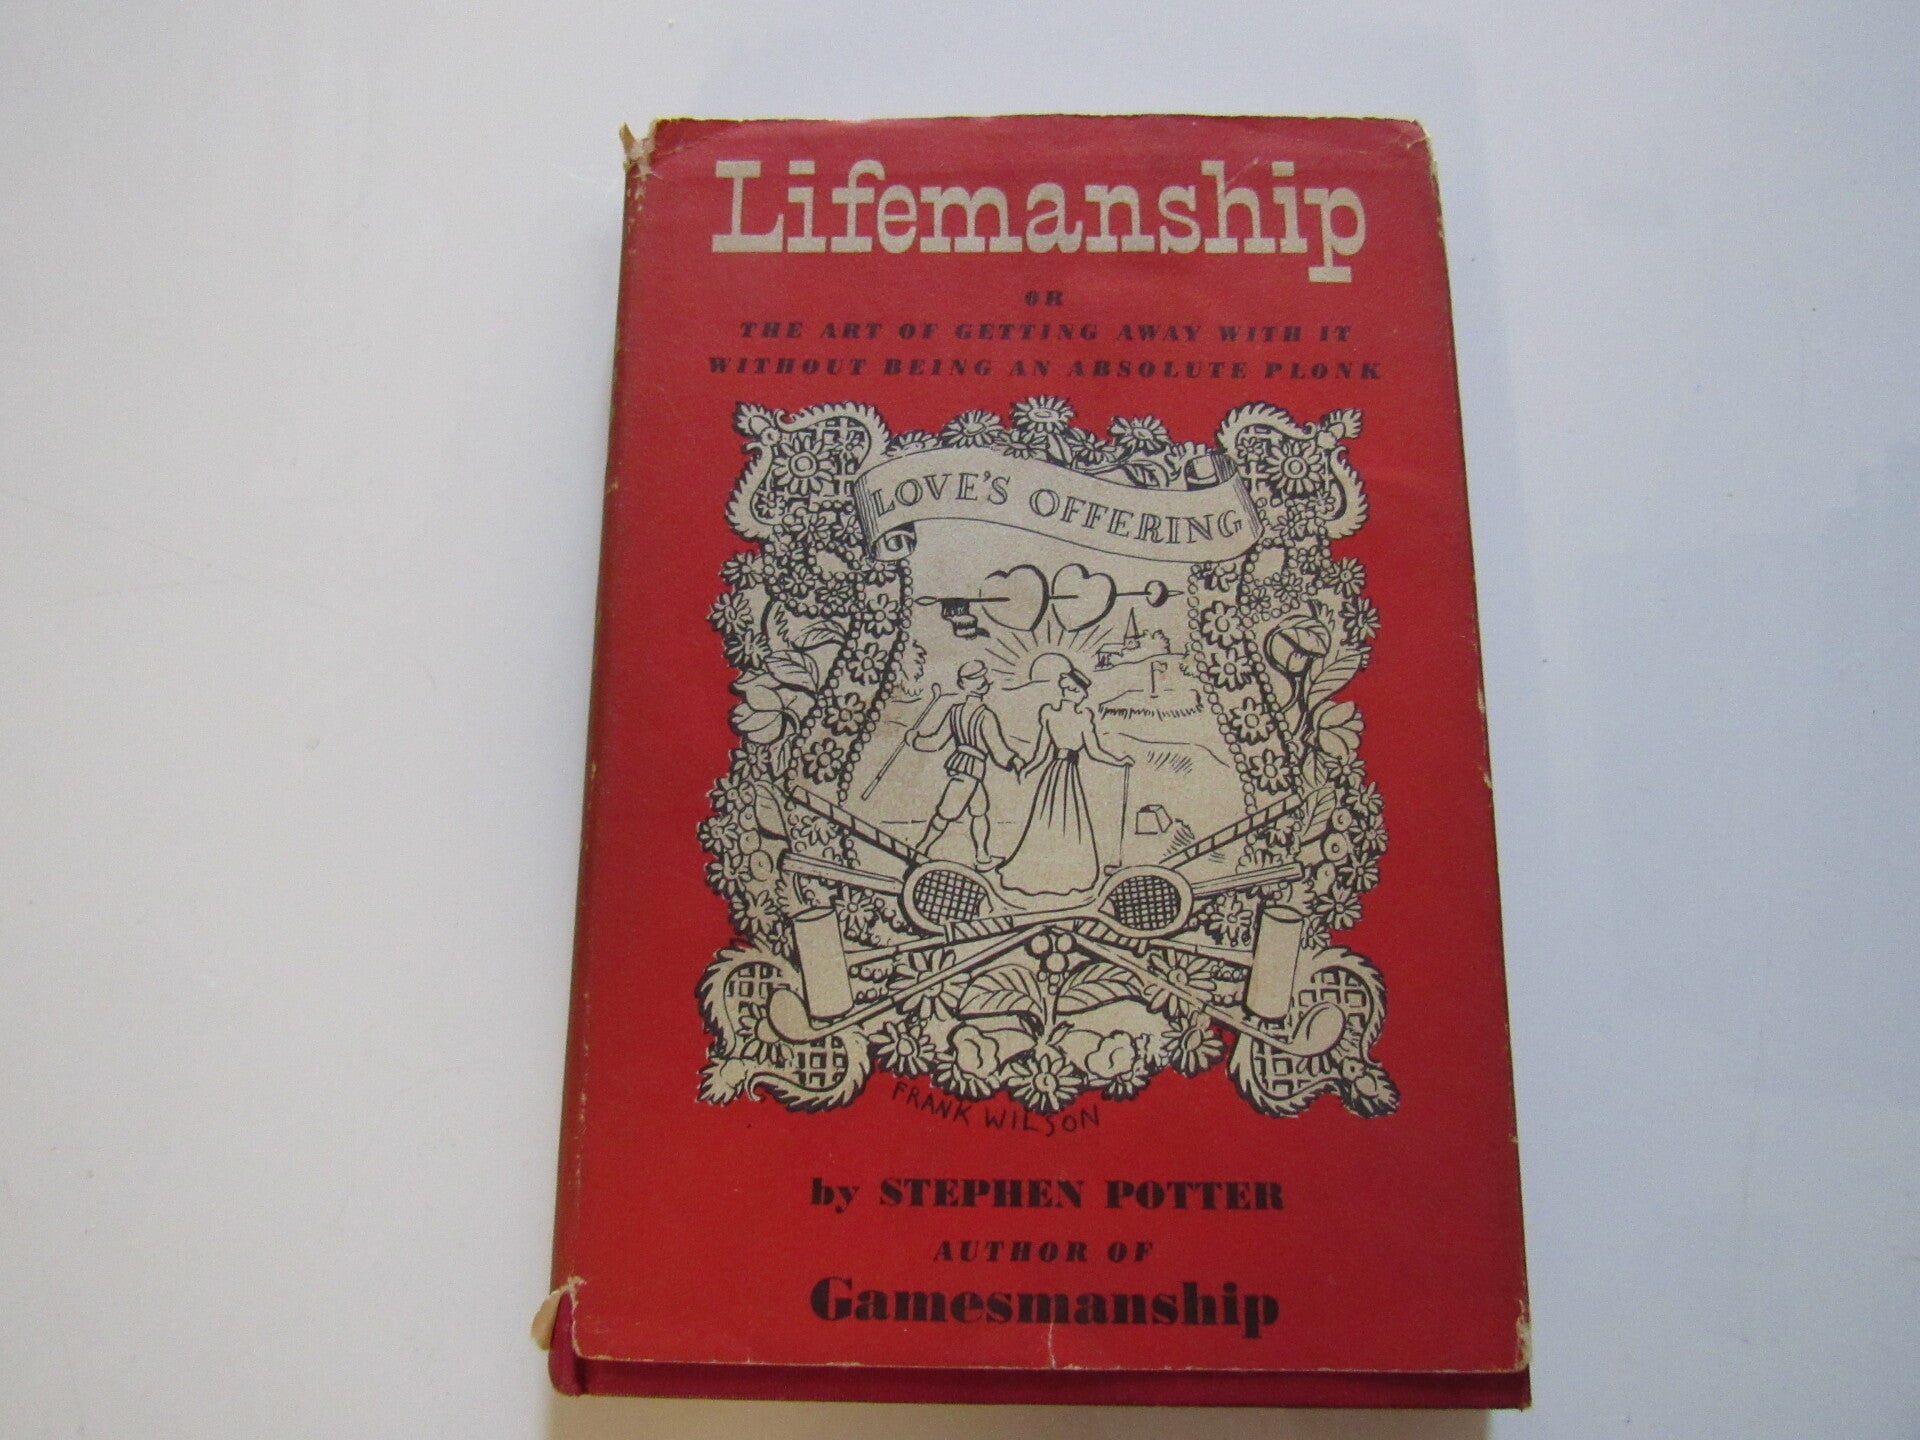 Lifemanship
OR
THE ART OF GETTING AWAY WITH IT
WITHOUT BEING AN ABSOLUTE PLONK
LOVE'S OFFERING
FRANK WILSON
by STEPHEN POTTER
AUTHOR OF
Gamesmanship